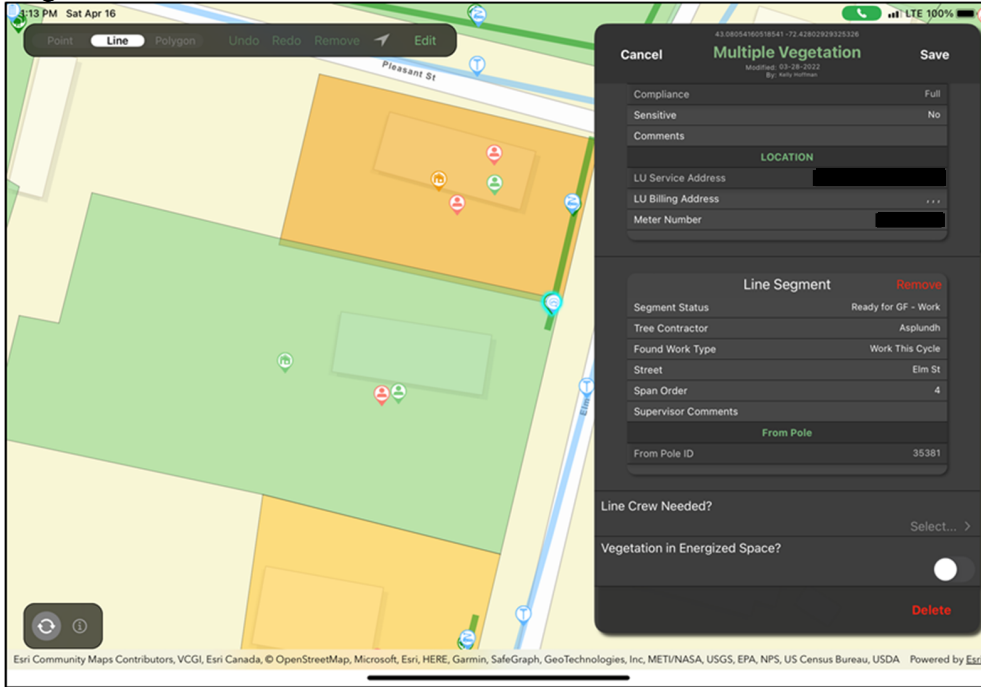 1:13 PM Sat Apr 16
LTE 100%
Point Line Polygon Undo Redo Remove Edit
43.08054160518541 -72.42802929325326
Cancel Multiple Vegetation Save
Modified: 03-28-2022
By: Kelly Hoffman
Compliance Full
Sensitive No
Comments
LOCATION
LU Service Address
LU Billing Address , , ,
Meter Number
Line Segment Remove
Segment Status Ready for GF - Work
Tree Contractor Asplundh
Found Work Type Work This Cycle
Street Elm St
Span Order 4
Supervisor Comments
From Pole
From Pole ID 35381
Line Crew Needed?
Select... >
Vegetation in Energized Space?
Delete
Pleasant St
Elm
Esri Community Maps Contributors, VCGI, Esri Canada, © OpenStreetMap, Microsoft, Esri, HERE, Garmin, SafeGraph, GeoTechnologies, Inc, METI/NASA, USGS, EPA, NPS, US Census Bureau, USDA Powered by Esri